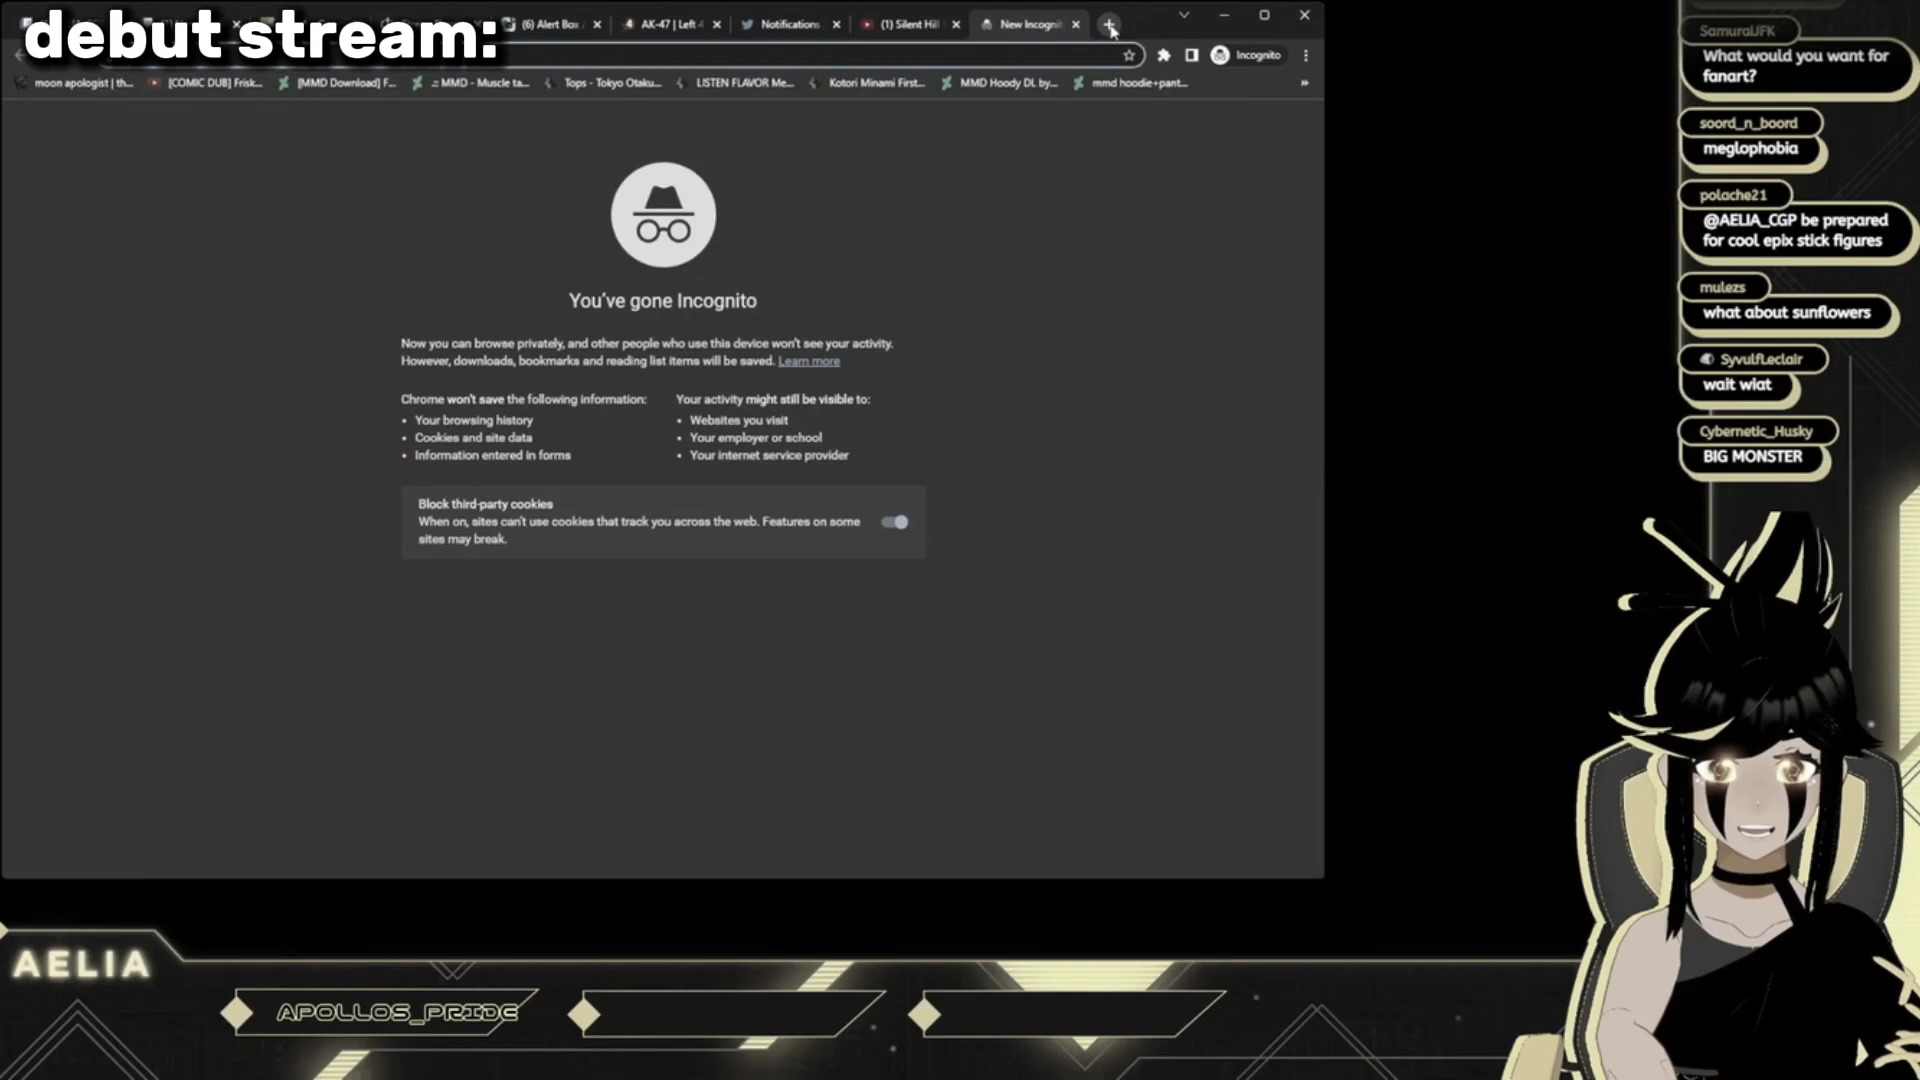 debut stream:
(6) Alert Box
AK-47 | Left 4
Notifications
(1) Silent Hill
New Incognit
Incognito
moon apologist | th...
[COMIC DUB] Frisk...
[MMD Download] F...
.:: MMD - Muscle ta...
Tops - Tokyo Otaku...
LISTEN FLAVOR Me...
Kotori Minami First...
MMD Hoody DL by...
mmd hoodie+pant...
»
You've gone Incognito
Now you can browse privately, and other people who use this device won't see your activity.
However, downloads, bookmarks and reading list items will be saved. Learn more
Chrome won't save the following information:
• Your browsing history
• Cookies and site data
• Information entered in forms
Your activity might still be visible to:
• Websites you visit
• Your employer or school
• Your internet service provider
Block third-party cookies
When on, sites can't use cookies that track you across the web. Features on some
sites may break.
SamuraiJFK
What would you want for
fanart?
soord_n_boord
meglophobia
polache21
@AELIA_CGP be prepared
for cool epix stick figures
mulezs
what about sunflowers
SyvulfLeclair
wait wiat
Cybernetic_Husky
BIG MONSTER
AELIA
APOLLOS_PRIDE